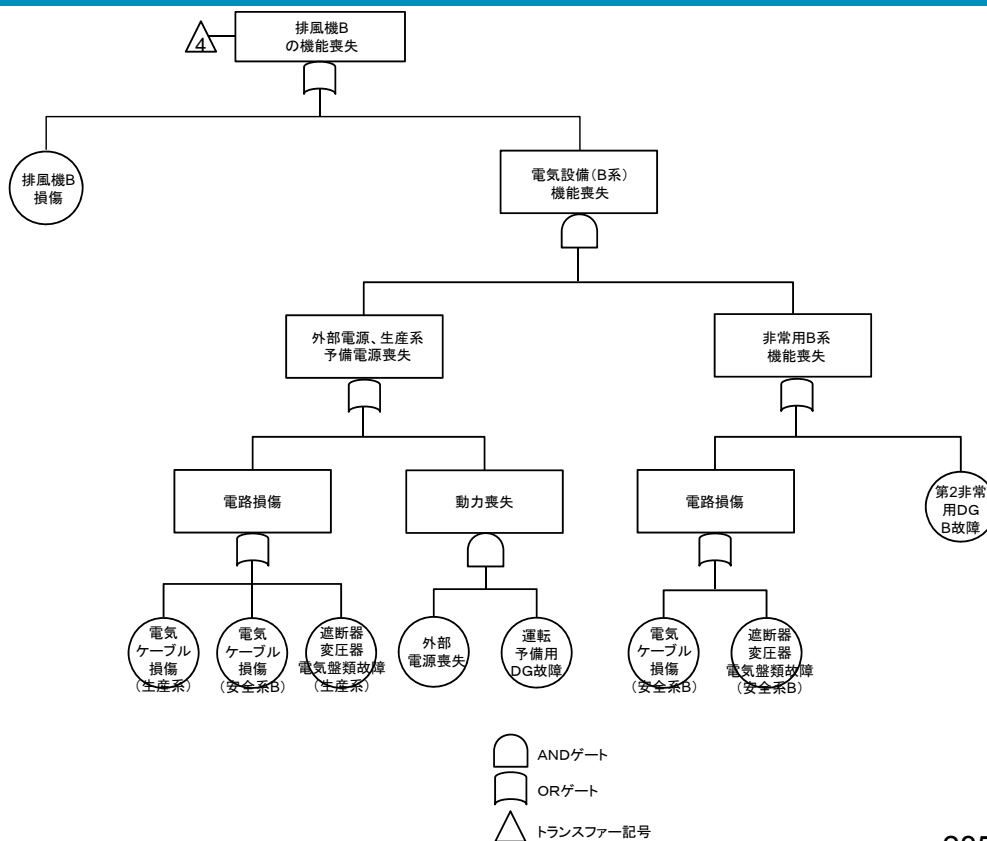 4
排風機B
の機能喪失
排風機B
損傷
電気設備（B系）
機能喪失
外部電源、生産系
予備電源喪失
非常用B系
機能喪失
電路損傷
動力喪失
電路損傷
第2非常
用DG
B故障
電気
ケーブル
損傷
（生産系）
電気
ケーブル
損傷
（安全系B）
遮断器
変圧器
電気盤類故障
（生産系）
外部
電源喪失
運転
予備用
DG故障
電気
ケーブル
損傷
（安全系B）
遮断器
変圧器
電気盤類故障
（安全系B）
ANDゲート
ORゲート
トランスファー記号